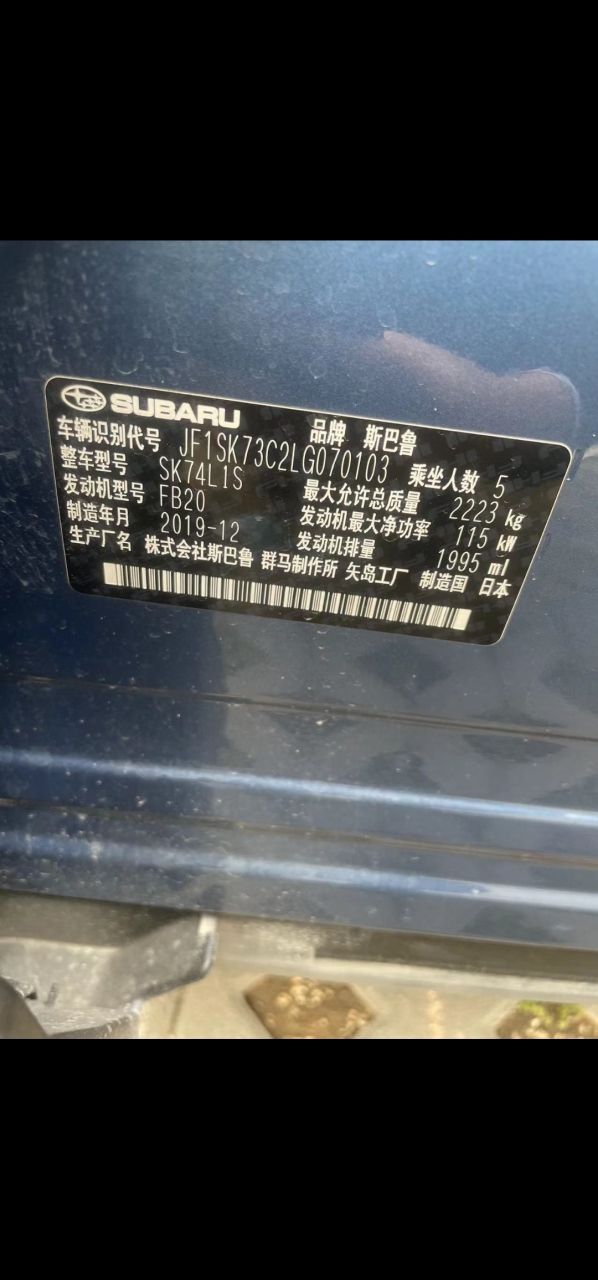 SUBARU 品牌 斯巴鲁
车辆识别代号 JF1SK73C2LG070103 乘坐人数 5
整车型号 SK74L1S 最大允许总质量 2223 kg
发动机型号 FB20 发动机最大净功率 115 kW
制造年月 2019-12 发动机排量 1995 ml
生产厂名 株式会社斯巴鲁 群马制作所 矢岛工厂 制造国 日本